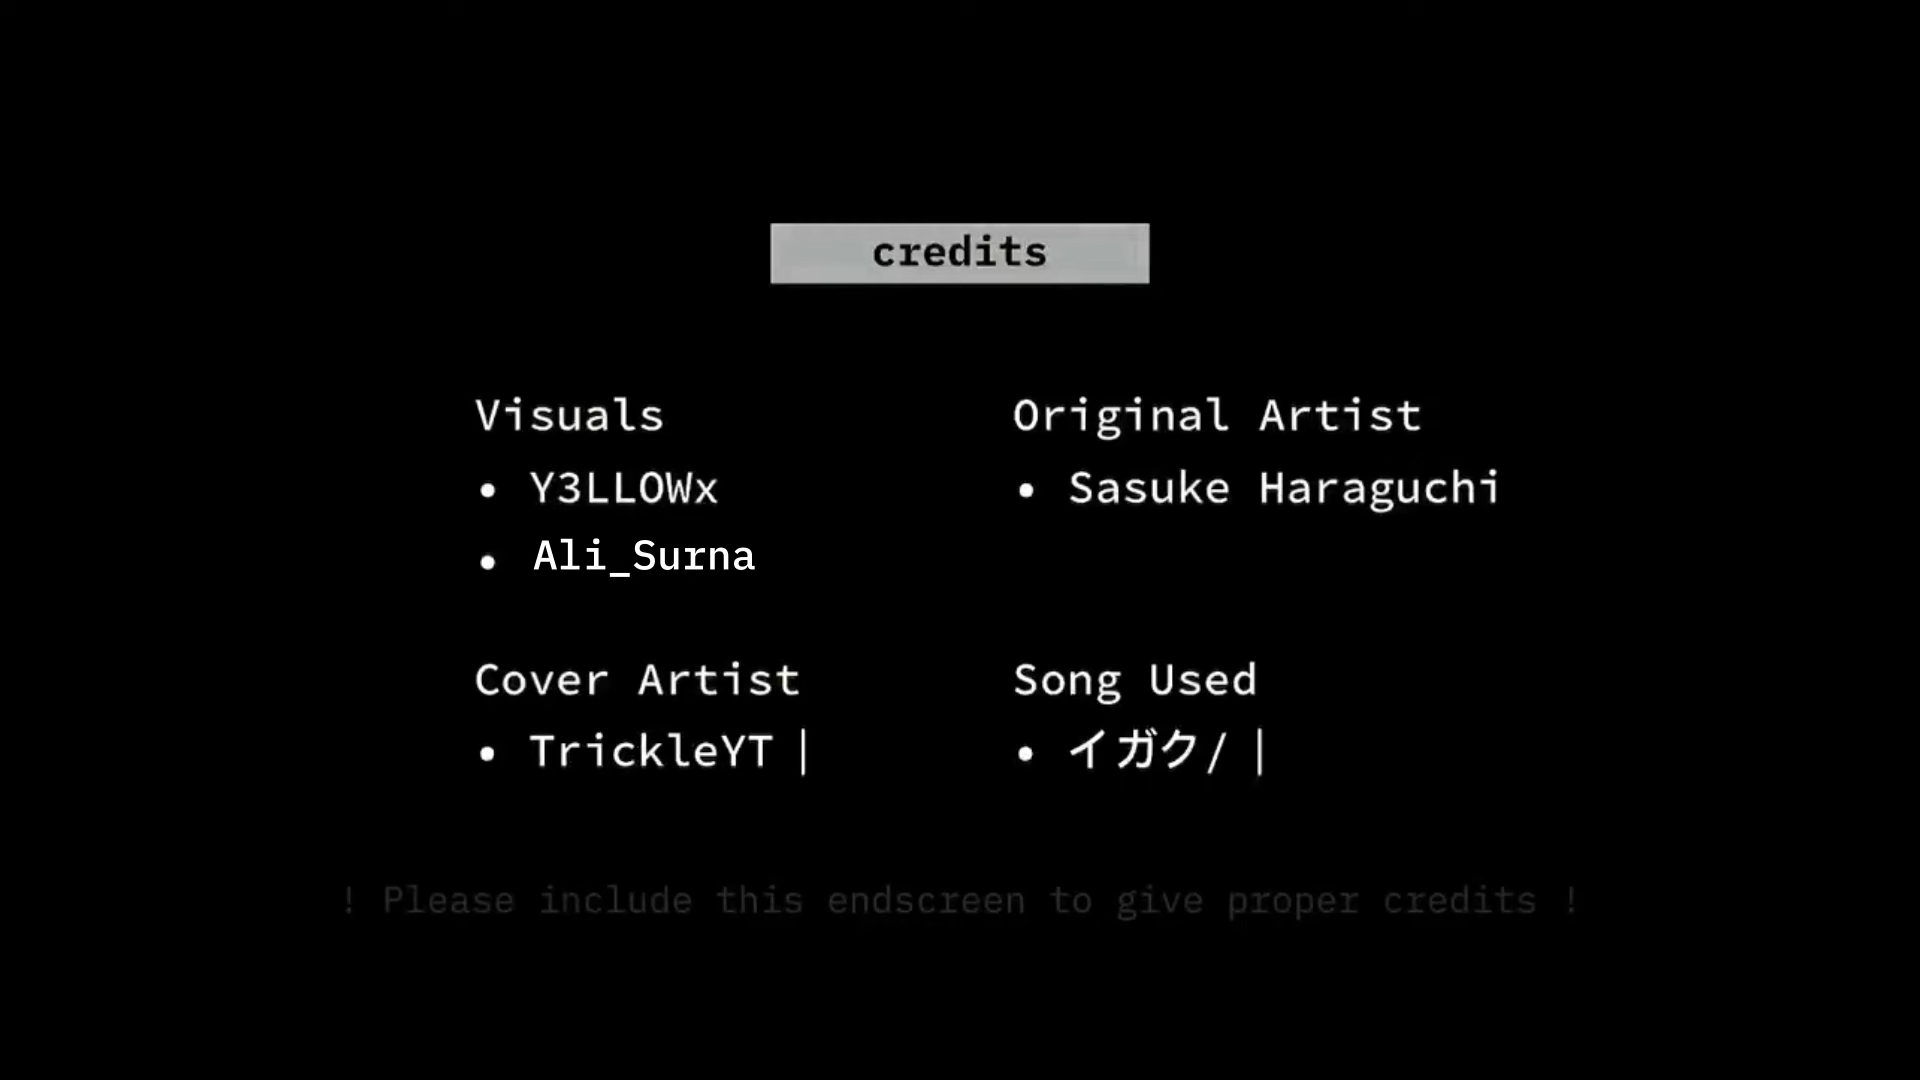 credits
Visuals
• Y3LLOWx
• Ali_Surna
Original Artist
• Sasuke Haraguchi
Cover Artist
• TrickleYT |
Song Used
• イガク/ |
! Please include this endscreen to give proper credits !